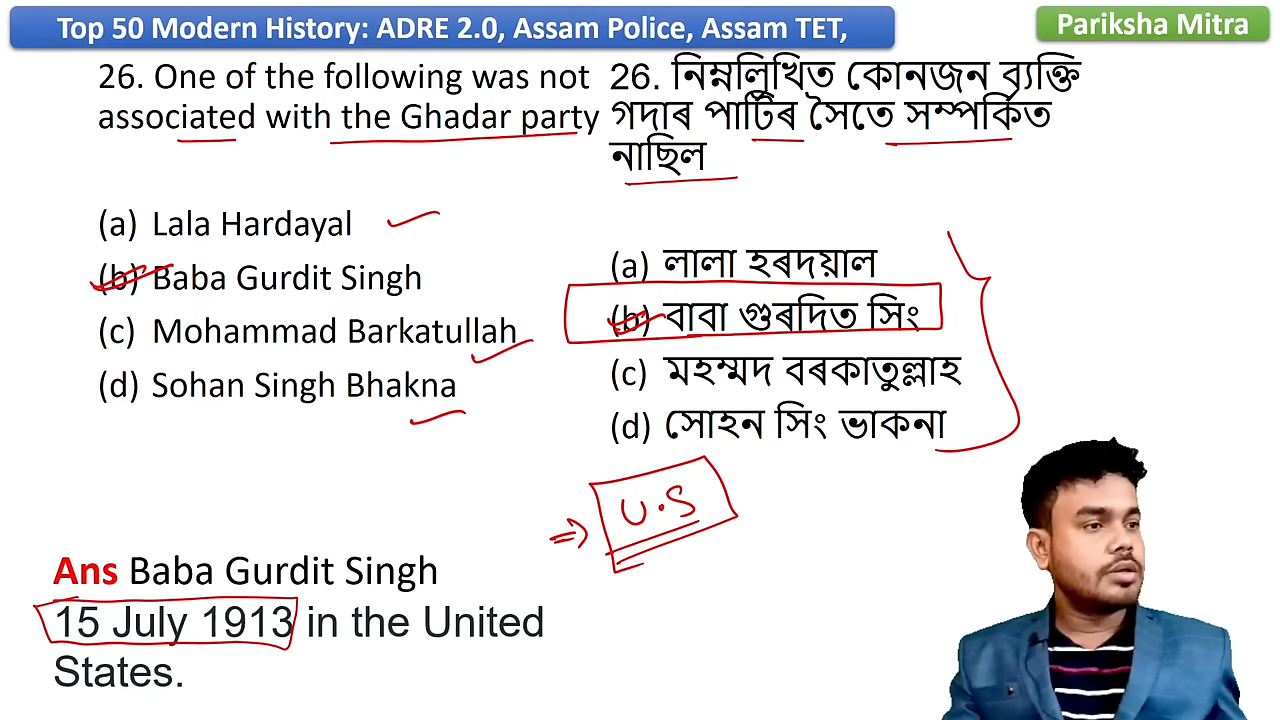 Top 50 Modern History: ADRE 2.0, Assam Police, Assam TET,
Pariksha Mitra
26. One of the following was not
associated with the Ghadar party
(a) Lala Hardayal
(b) Baba Gurdit Singh
(c) Mohammad Barkatullah
(d) Sohan Singh Bhakna
26. নিম্নলিখিত কোনজন ব্যক্তি
গদাৰ পাৰ্টিৰ সৈতে সম্পৰ্কিত
নাছিল
(a) লালা হৰদয়াল
(b) বাবা গুৰদিত সিং
(c) মহম্মদ বৰকাতুল্লাহ
(d) সোহন সিং ভাকনা
⇒ U.S
Ans Baba Gurdit Singh
15 July 1913 in the United
States.